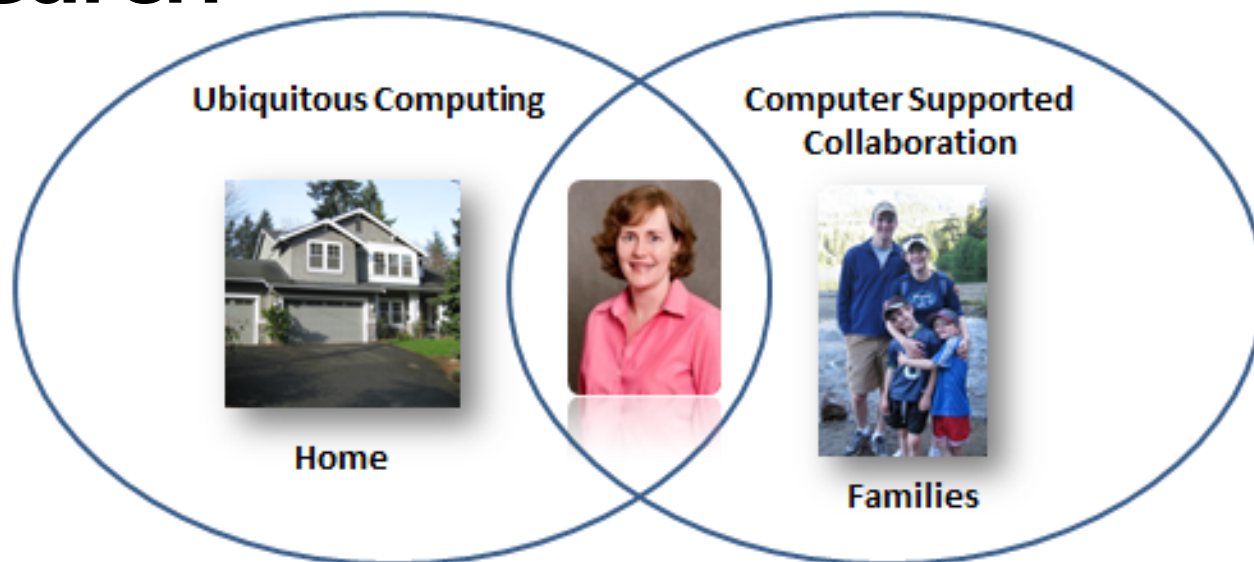 Ubiquitous Computing
Computer Supported
Collaboration
Home
Families